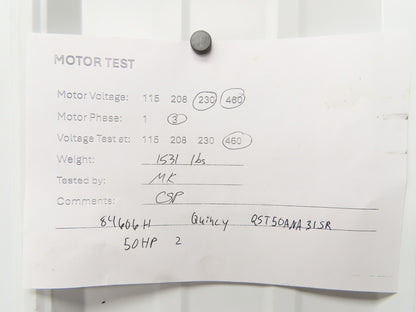 MOTOR TEST
Motor Voltage: 115 208 230 460
Motor Phase: 1 3
Voltage Test at: 115 208 230 460
Weight: 1531 lbs
Tested by: MK
Comments: CSP
84606H Quincy QST50ANA31SR
50HP 2